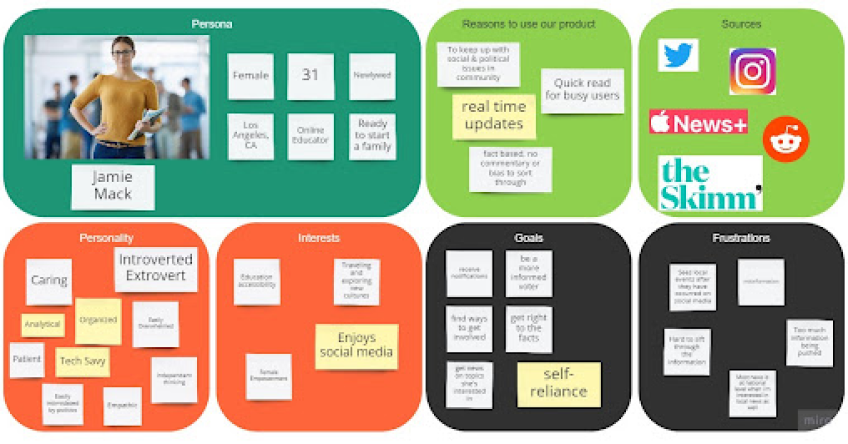 Persona
Female
31
Newlywed
Los
Angeles,
CA
Online
Educator
Ready
to start
a family
Jamie
Mack
Reasons to use our product
To keep up with
social & political
issues in
community
Quick read
for busy users
real time
updates
fact based, no
commentary or
bias to sort
through
Sources
News+
the
Skimm'
Personality
Caring
Introverted
Extrovert
Analytical
Organized
Easily
Overwhelmed
Patient
Tech Savy
Independent
thinking
Easily
intimidated by
politics
Empathic
Interests
Education
accessibility
Traveling
and
exploring
new
cultures
Enjoys
social media
Female
Empowerment
Goals
receive
notifications
be a
more
informed
voter
find ways
to get
involved
get right
to the
facts
get news
on topics
she's
interested
in
self-
reliance
Frustrations
Sees local
events after
they have
occurred on
social media
misinformation
Hard to sift
through
the
information
Too much
information
being
pushed
Most news is
at national
level when I'm
interested in
local news as
well
miro